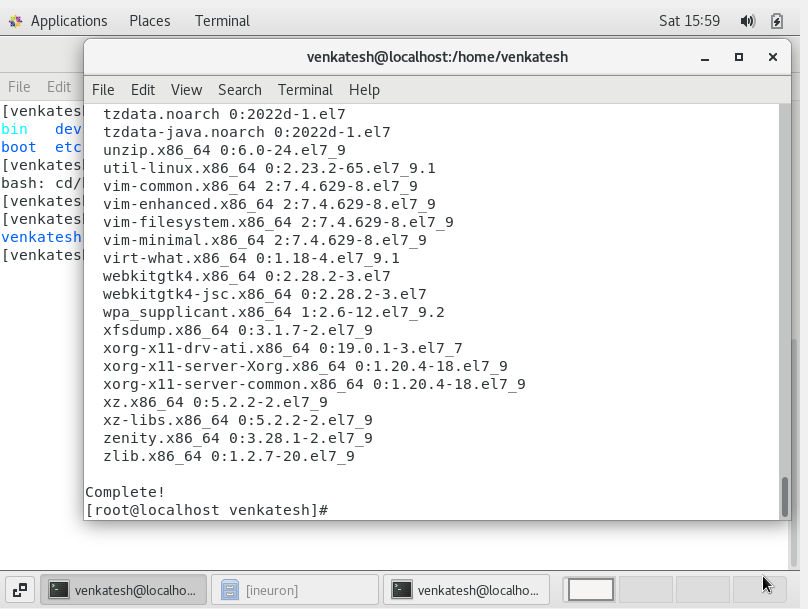 Applications Places Terminal Sat 15:59
venkatesh@localhost:/home/venkatesh
File Edit
File Edit View Search Terminal Help
[venkatesh
bin dev
boot etc
[venkatesh
bash: cd/
[venkatesh
[venkatesh
venkatesh
[venkatesh
tzdata.noarch 0:2022d-1.el7
tzdata-java.noarch 0:2022d-1.el7
unzip.x86_64 0:6.0-24.el7_9
util-linux.x86_64 0:2.23.2-65.el7_9.1
vim-common.x86_64 2:7.4.629-8.el7_9
vim-enhanced.x86_64 2:7.4.629-8.el7_9
vim-filesystem.x86_64 2:7.4.629-8.el7_9
vim-minimal.x86_64 2:7.4.629-8.el7_9
virt-what.x86_64 0:1.18-4.el7_9.1
webkitgtk4.x86_64 0:2.28.2-3.el7
webkitgtk4-jsc.x86_64 0:2.28.2-3.el7
wpa_supplicant.x86_64 1:2.6-12.el7_9.2
xfsdump.x86_64 0:3.1.7-2.el7_9
xorg-x11-drv-ati.x86_64 0:19.0.1-3.el7_7
xorg-x11-server-Xorg.x86_64 0:1.20.4-18.el7_9
xorg-x11-server-common.x86_64 0:1.20.4-18.el7_9
xz.x86_64 0:5.2.2-2.el7_9
xz-libs.x86_64 0:5.2.2-2.el7_9
zenity.x86_64 0:3.28.1-2.el7_9
zlib.x86_64 0:1.2.7-20.el7_9
Complete!
[root@localhost venkatesh]#
venkatesh@localho... [ineuron] venkatesh@localho...